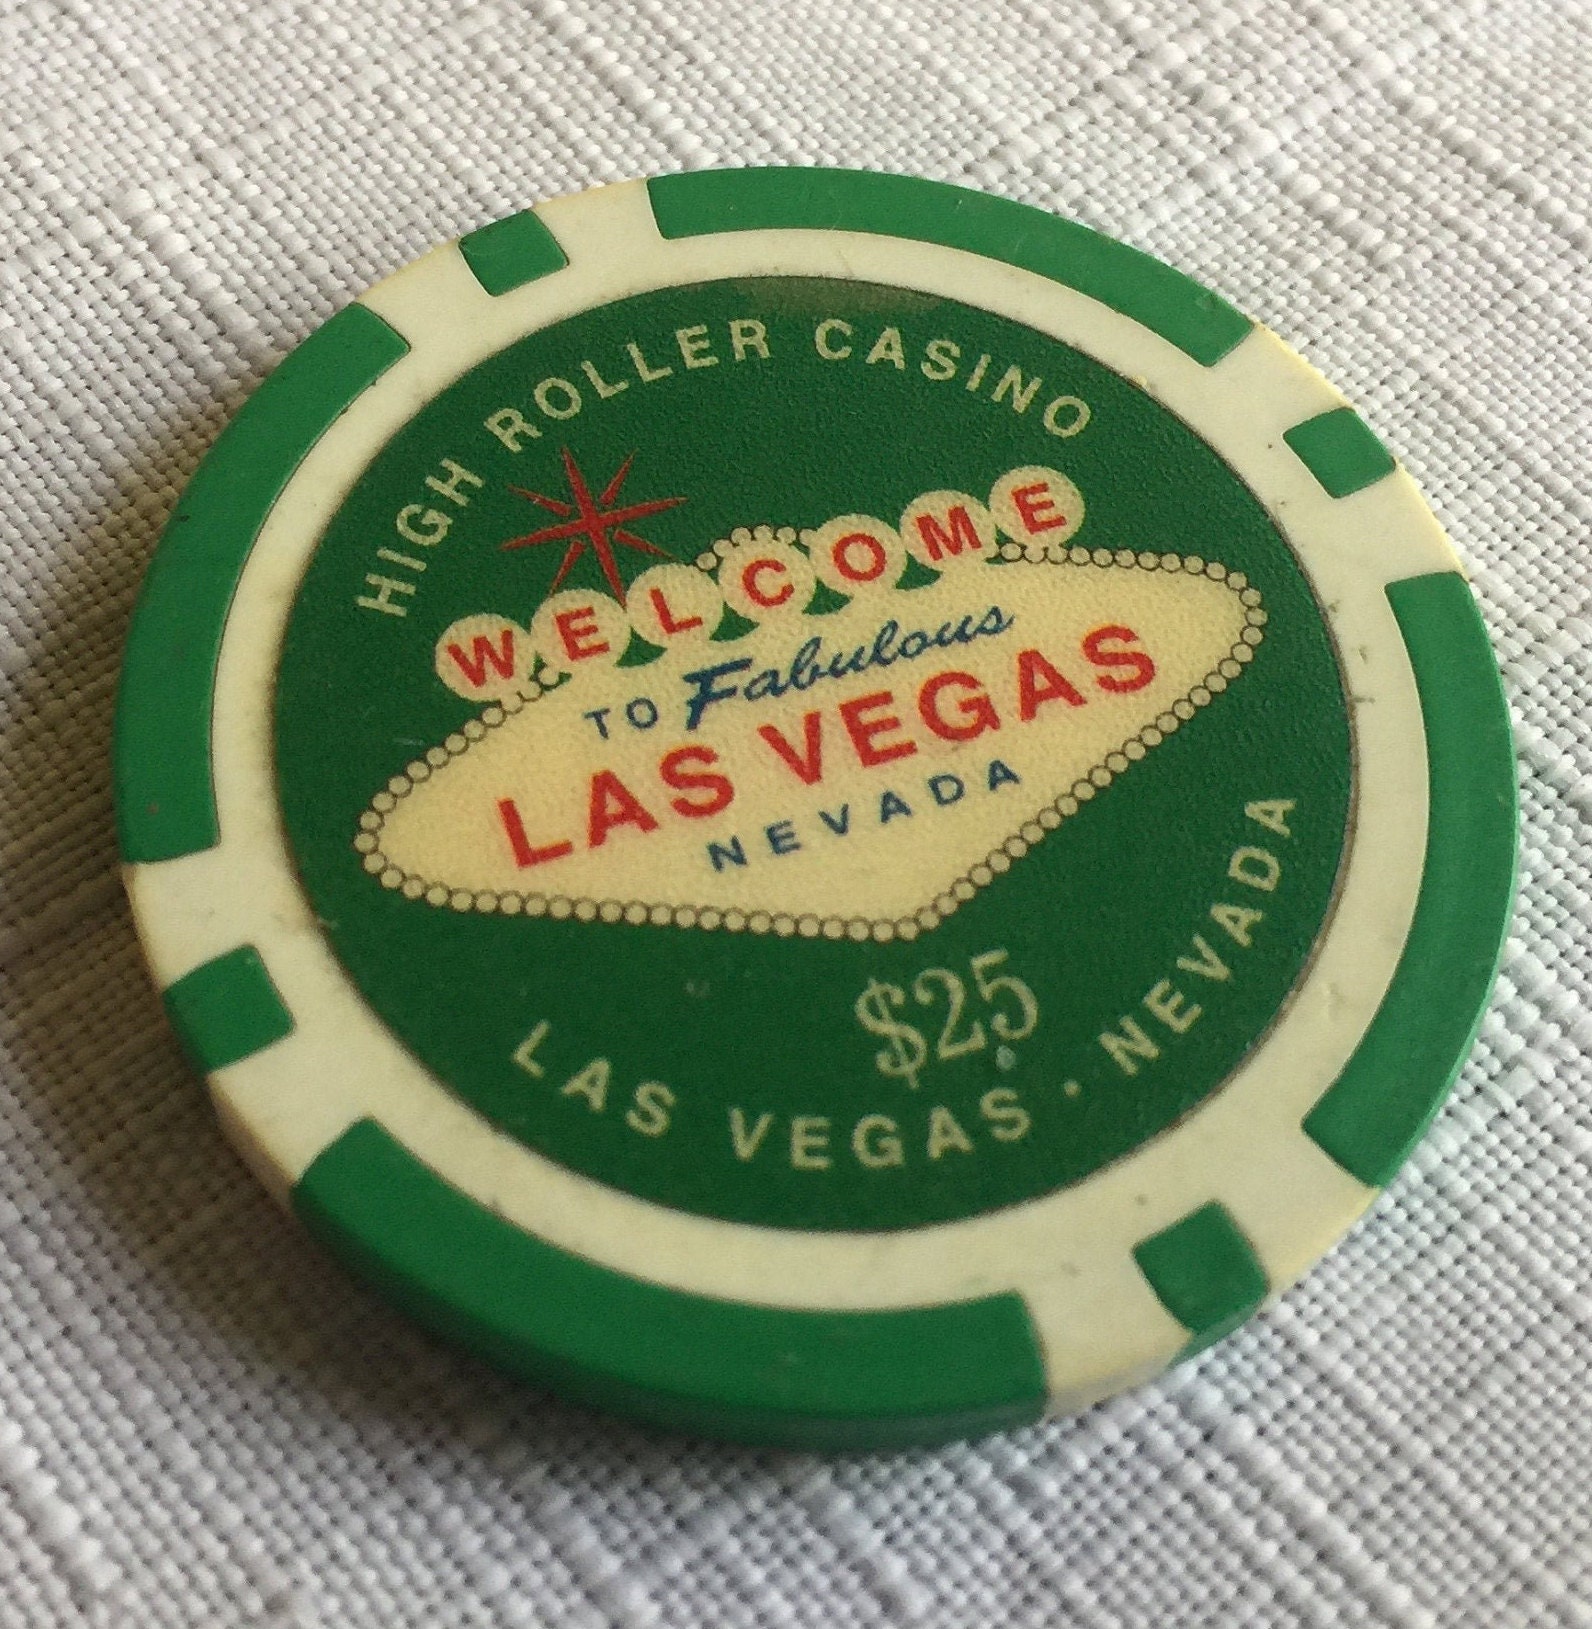 HIGH ROLLER CASINO
WELCOME
TO Fabulous
LAS VEGAS
NEVADA
$25
LAS VEGAS · NEVADA